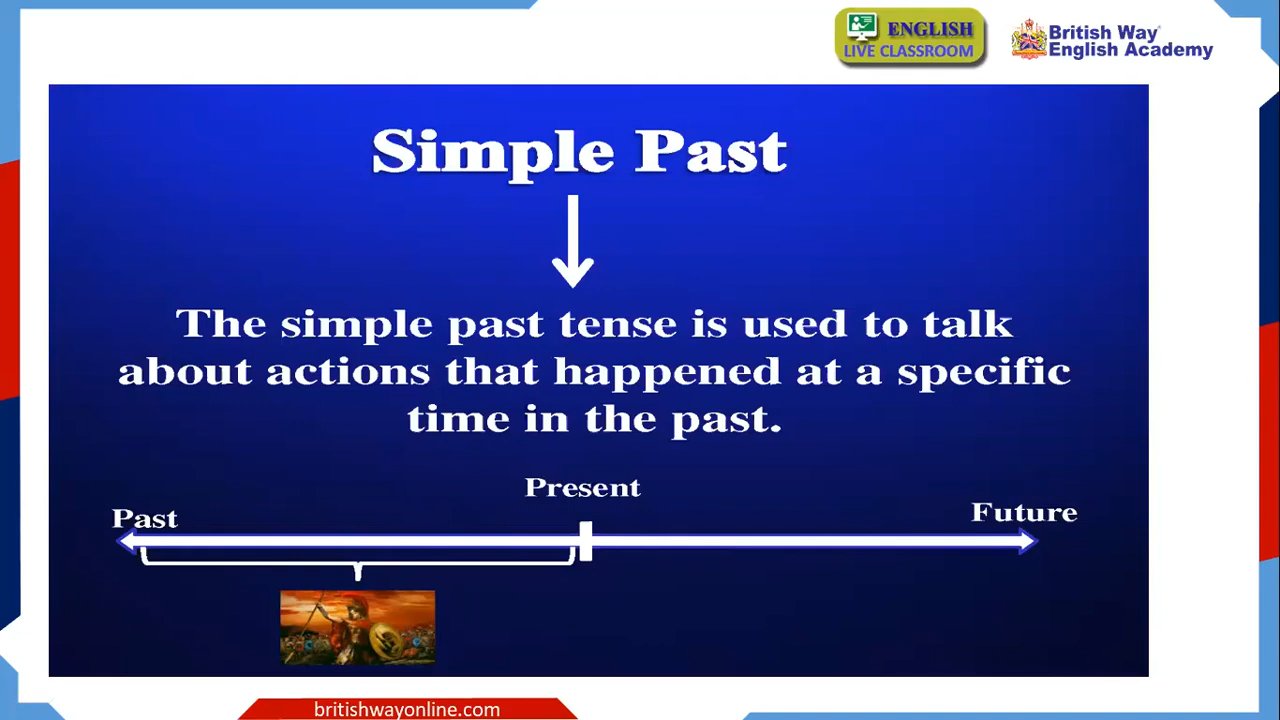 ENGLISH
LIVE CLASSROOM
British Way
English Academy
Simple Past
The simple past tense is used to talk
about actions that happened at a specific
time in the past.
Present
Past
Future
britishwayonline.com